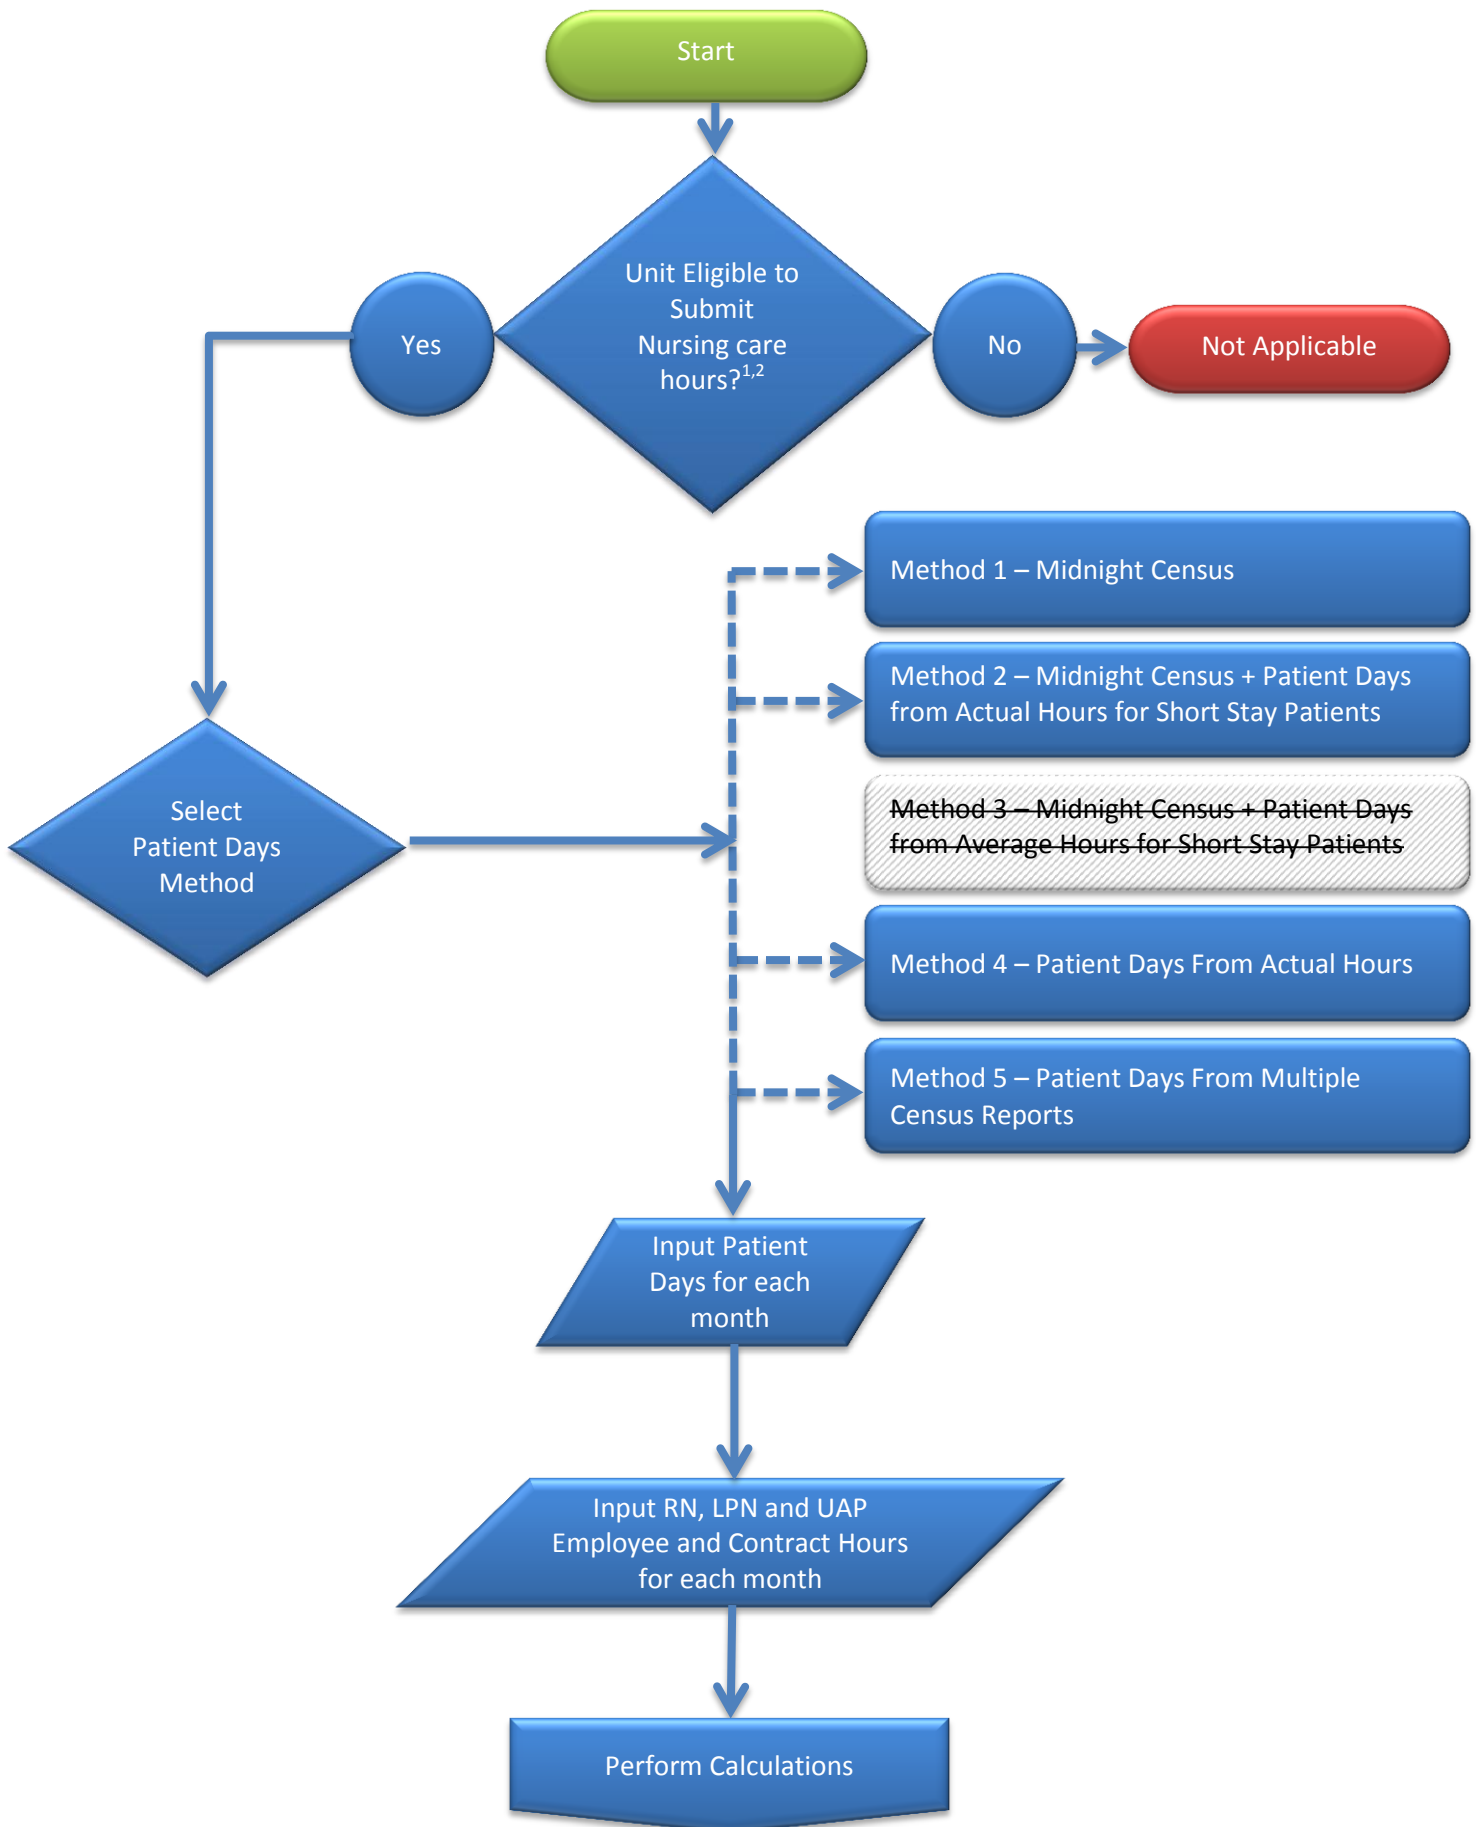 Start
Unit Eligible to
Submit
Nursing care
hours?1,2
Yes
No
Not Applicable
Method 1 – Midnight Census
Method 2 – Midnight Census + Patient Days
from Actual Hours for Short Stay Patients
Method 3 – Midnight Census + Patient Days
from Average Hours for Short Stay Patients
Select
Patient Days
Method
Method 4 – Patient Days From Actual Hours
Method 5 – Patient Days From Multiple
Census Reports
Input Patient
Days for each
month
Input RN, LPN and UAP
Employee and Contract Hours
for each month
Perform Calculations